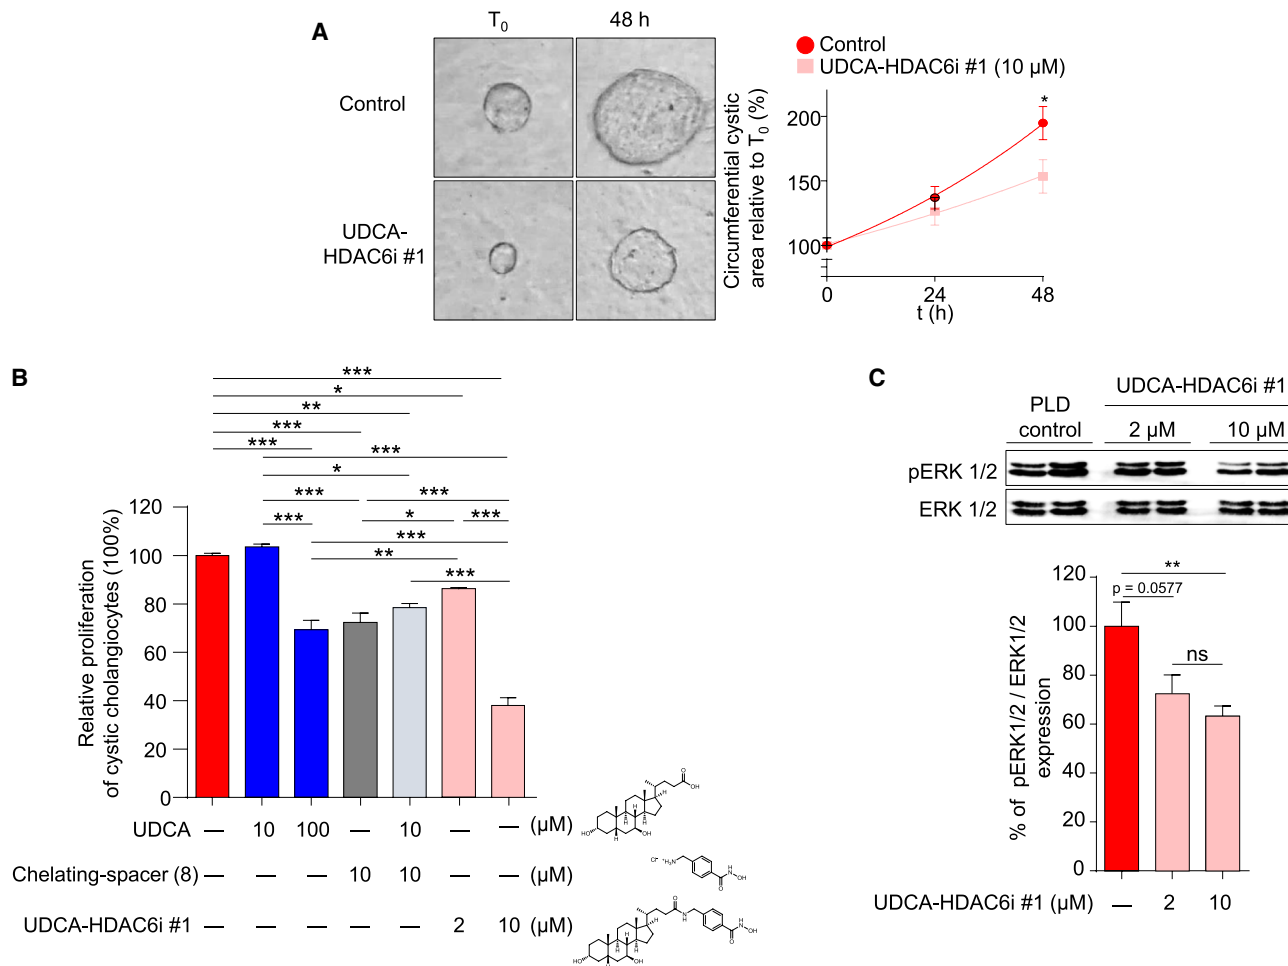 A
T0
48 h
Control
UDCA-
HDAC6i #1
Control
UDCA-HDAC6i #1 (10 µM)
Circumferential cystic
area relative to T0 (%)
*
200
150
100
0
24
48
t (h)
B
***
*
**
***
***
***
*
***
***
***
*
***
***
**
***
Relative proliferation
of cystic cholangiocytes (100%)
120
100
80
60
40
20
0
UDCA — 10 100 — 10 — — (µM)
Chelating-spacer (8) — — — 10 10 — — (µM)
UDCA-HDAC6i #1 — — — — — 2 10 (µM)
C
UDCA-HDAC6i #1
PLD
control
2 µM
10 µM
pERK 1/2
ERK 1/2
% of pERK1/2 / ERK1/2
expression
120
100
80
60
40
20
0
**
p = 0.0577
ns
UDCA-HDAC6i #1 (µM) — 2 10